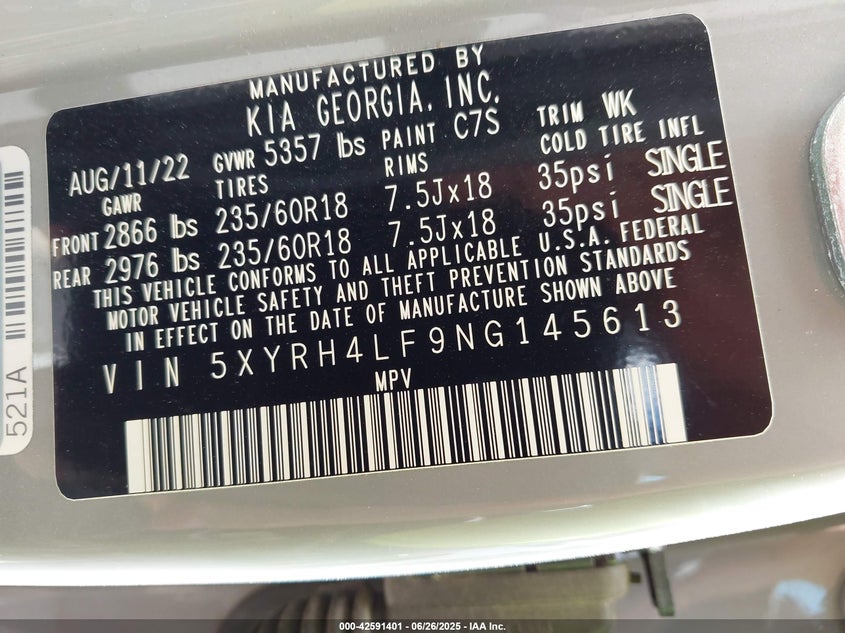 MANUFACTURED BY
KIA GEORGIA, INC.
AUG/11/22 GVWR 5357 lbs PAINT C7S TRIM WK
GAWR TIRES RIMS COLD TIRE INFL
FRONT 2866 lbs 235/60R18 7.5Jx18 35psi SINGLE
REAR 2976 lbs 235/60R18 7.5Jx18 35psi SINGLE
THIS VEHICLE CONFORMS TO ALL APPLICABLE U.S.A. FEDERAL
MOTOR VEHICLE SAFETY AND THEFT PREVENTION STANDARDS
IN EFFECT ON THE DATE OF MANUFACTURE SHOWN ABOVE
VIN 5XYRH4LF9NG145613
MPV
521A
000-42591401 - 06/26/2025 - IAA Inc.